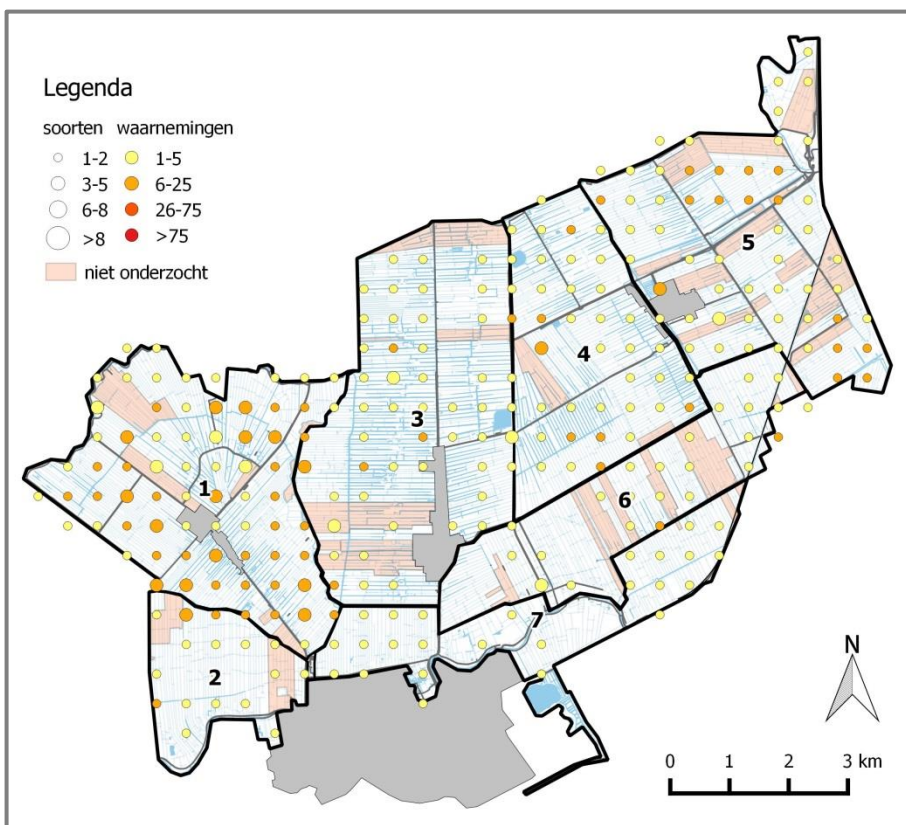 Legenda
soorten waarnemingen
1-2 1-5
3-5 6-25
6-8 26-75
>8 >75
niet onderzocht
5
4
3
6
1
7
2
N
0 1 2 3 km